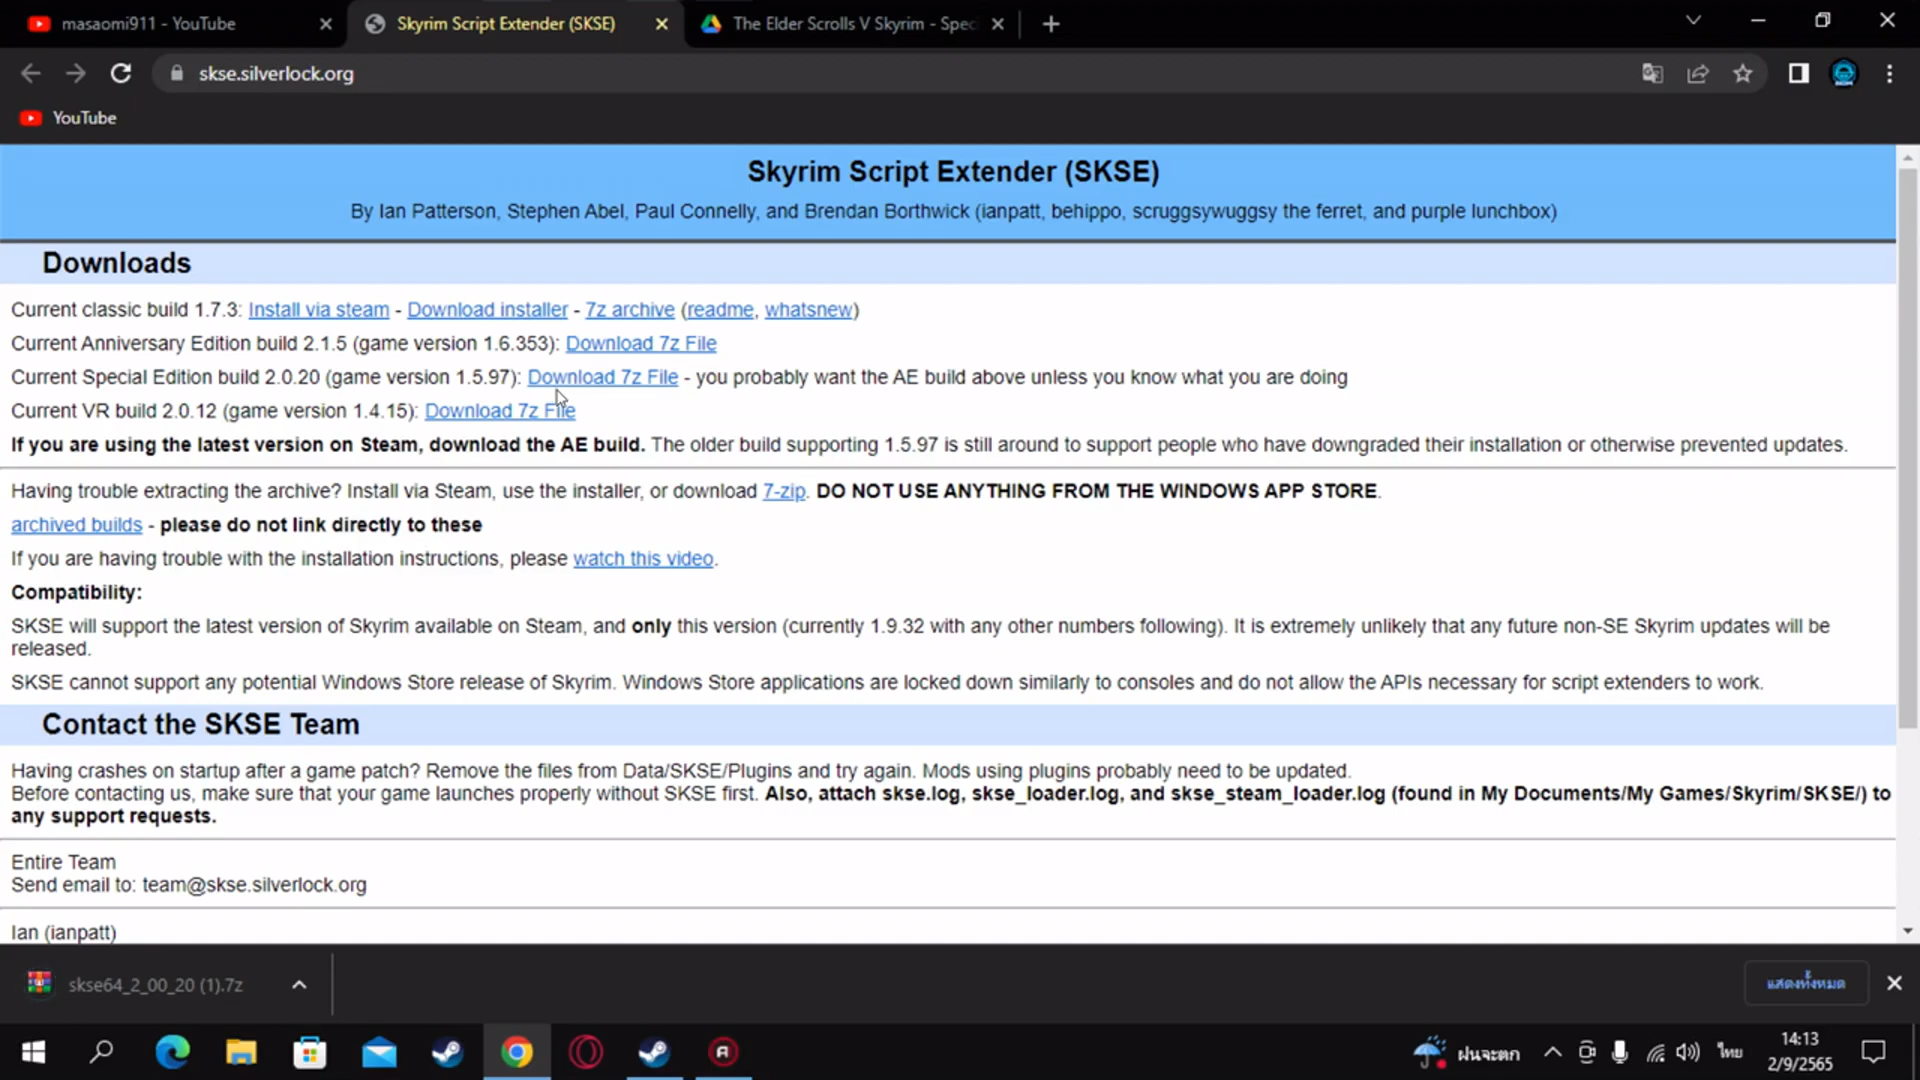 masaomi911 - YouTube
Skyrim Script Extender (SKSE)
The Elder Scrolls V Skyrim - Spec
skse.silverlock.org
YouTube
Skyrim Script Extender (SKSE)
By Ian Patterson, Stephen Abel, Paul Connelly, and Brendan Borthwick (ianpatt, behippo, scruggsywuggsy the ferret, and purple lunchbox)
Downloads
Current classic build 1.7.3: Install via steam - Download installer - 7z archive (readme, whatsnew)
Current Anniversary Edition build 2.1.5 (game version 1.6.353): Download 7z File
Current Special Edition build 2.0.20 (game version 1.5.97): Download 7z File - you probably want the AE build above unless you know what you are doing
Current VR build 2.0.12 (game version 1.4.15): Download 7z File
If you are using the latest version on Steam, download the AE build. The older build supporting 1.5.97 is still around to support people who have downgraded their installation or otherwise prevented updates.
Having trouble extracting the archive? Install via Steam, use the installer, or download 7-zip. DO NOT USE ANYTHING FROM THE WINDOWS APP STORE.
archived builds - please do not link directly to these
If you are having trouble with the installation instructions, please watch this video.
Compatibility:
SKSE will support the latest version of Skyrim available on Steam, and only this version (currently 1.9.32 with any other numbers following). It is extremely unlikely that any future non-SE Skyrim updates will be
released.
SKSE cannot support any potential Windows Store release of Skyrim. Windows Store applications are locked down similarly to consoles and do not allow the APIs necessary for script extenders to work.
Contact the SKSE Team
Having crashes on startup after a game patch? Remove the files from Data/SKSE/Plugins and try again. Mods using plugins probably need to be updated.
Before contacting us, make sure that your game launches properly without SKSE first. Also, attach skse.log, skse_loader.log, and skse_steam_loader.log (found in My Documents/My Games/Skyrim/SKSE/) to
any support requests.
Entire Team
Send email to: team@skse.silverlock.org
Ian (ianpatt)
skse64_2_00_20 (1).7z
แสดงทั้งหมด
ฝนจะตก
ไทย
14:13
2/9/2565